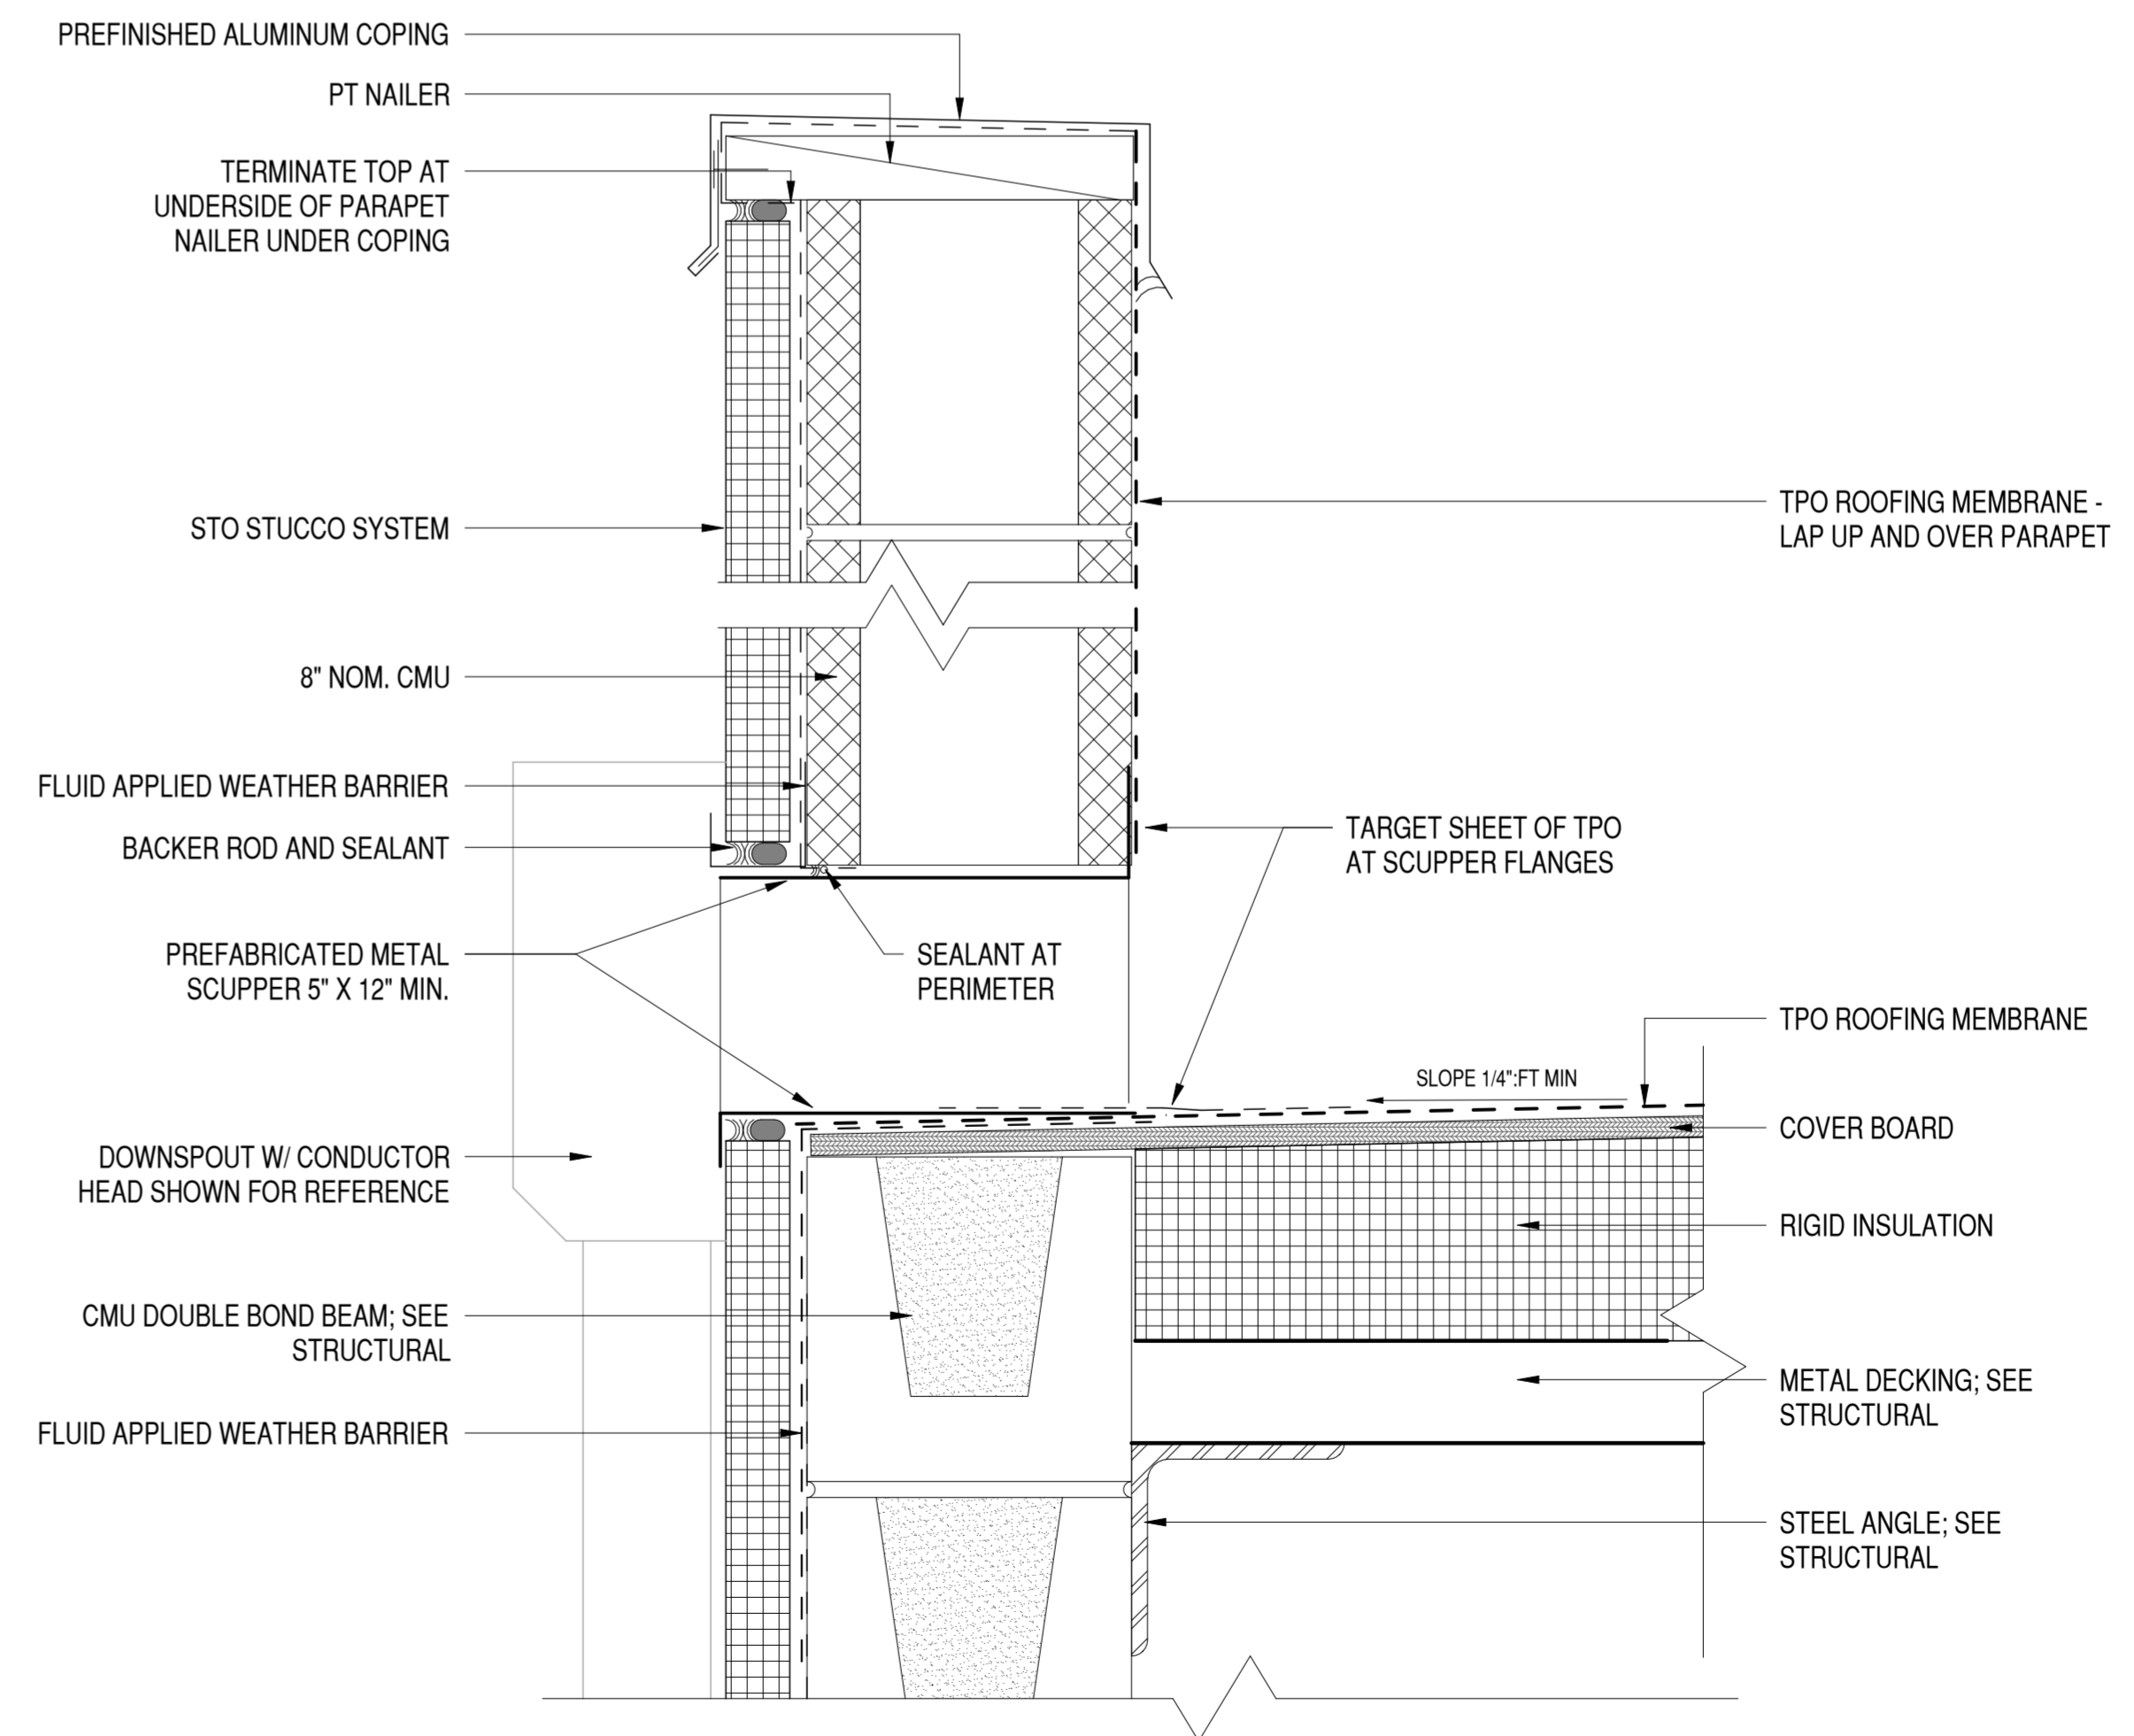 PREFINISHED ALUMINUM COPING
PT NAILER
TERMINATE TOP AT
UNDERSIDE OF PARAPET
NAILER UNDER COPING
STO STUCCO SYSTEM
8" NOM. CMU
FLUID APPLIED WEATHER BARRIER
BACKER ROD AND SEALANT
PREFABRICATED METAL
SCUPPER 5" X 12" MIN.
DOWNSPOUT W/ CONDUCTOR
HEAD SHOWN FOR REFERENCE
CMU DOUBLE BOND BEAM; SEE
STRUCTURAL
FLUID APPLIED WEATHER BARRIER
SEALANT AT
PERIMETER
TARGET SHEET OF TPO
AT SCUPPER FLANGES
SLOPE 1/4":FT MIN
TPO ROOFING MEMBRANE -
LAP UP AND OVER PARAPET
TPO ROOFING MEMBRANE
COVER BOARD
RIGID INSULATION
METAL DECKING; SEE
STRUCTURAL
STEEL ANGLE; SEE
STRUCTURAL